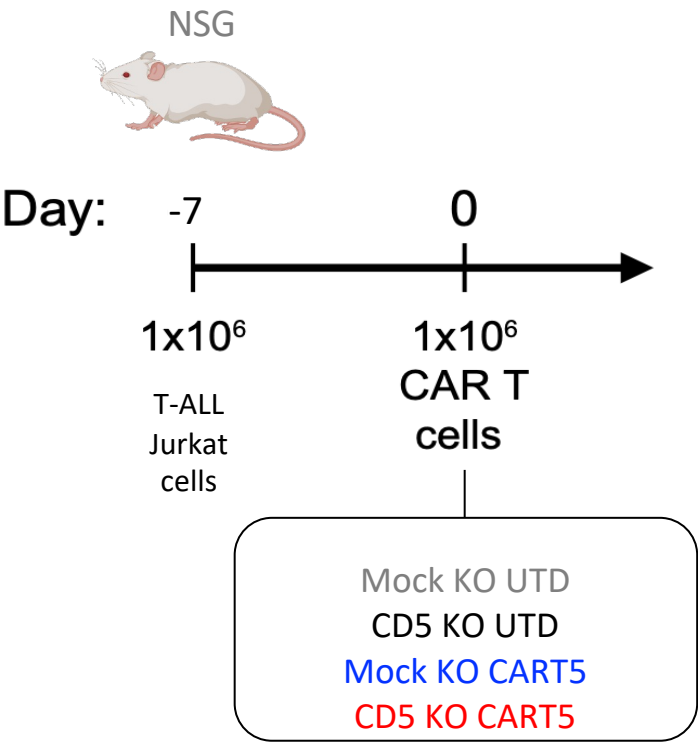 NSG
Day: -7 0
1x10⁶ 1x10⁶
T-ALL
Jurkat
cells
CAR T
cells
Mock KO UTD
CD5 KO UTD
Mock KO CART5
CD5 KO CART5